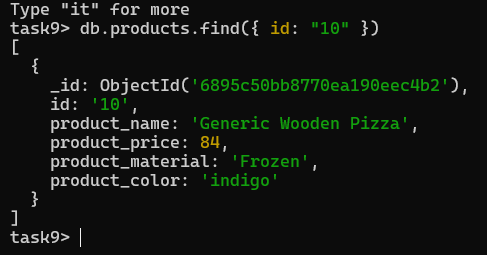 Type "it" for more
task9> db.products.find({ id: "10" })
[
  {
    _id: ObjectId('6895c50bb8770ea190eec4b2'),
    id: '10',
    product_name: 'Generic Wooden Pizza',
    product_price: 84,
    product_material: 'Frozen',
    product_color: 'indigo'
  }
]
task9>